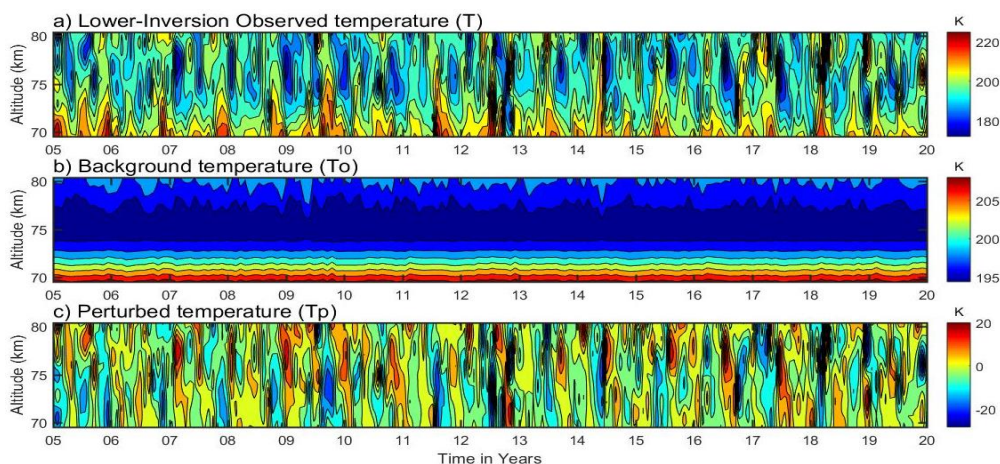 a) Lower-Inversion Observed temperature (T)
K
Altitude (km)
80
75
70
220
200
180
05 06 07 08 09 10 11 12 13 14 15 16 17 18 19 20
b) Background temperature (To)
K
Altitude (km)
80
75
70
205
200
195
05 06 07 08 09 10 11 12 13 14 15 16 17 18 19 20
c) Perturbed temperature (Tp)
K
Altitude (km)
80
75
70
20
0
-20
05 06 07 08 09 10 11 12 13 14 15 16 17 18 19 20
Time in Years